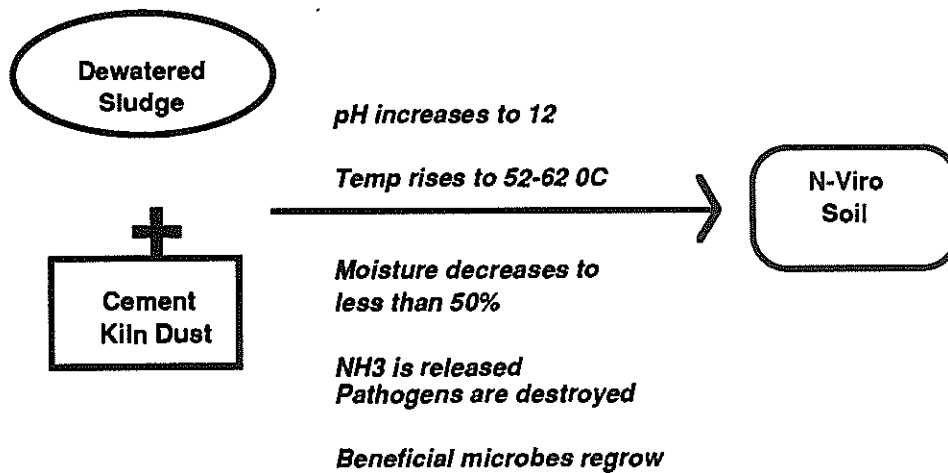 Dewatered
Sludge
+
Cement
Kiln Dust
pH increases to 12
Temp rises to 52-62 0C
Moisture decreases to
less than 50%
NH3 is released
Pathogens are destroyed
Beneficial microbes regrow
N-Viro
Soil